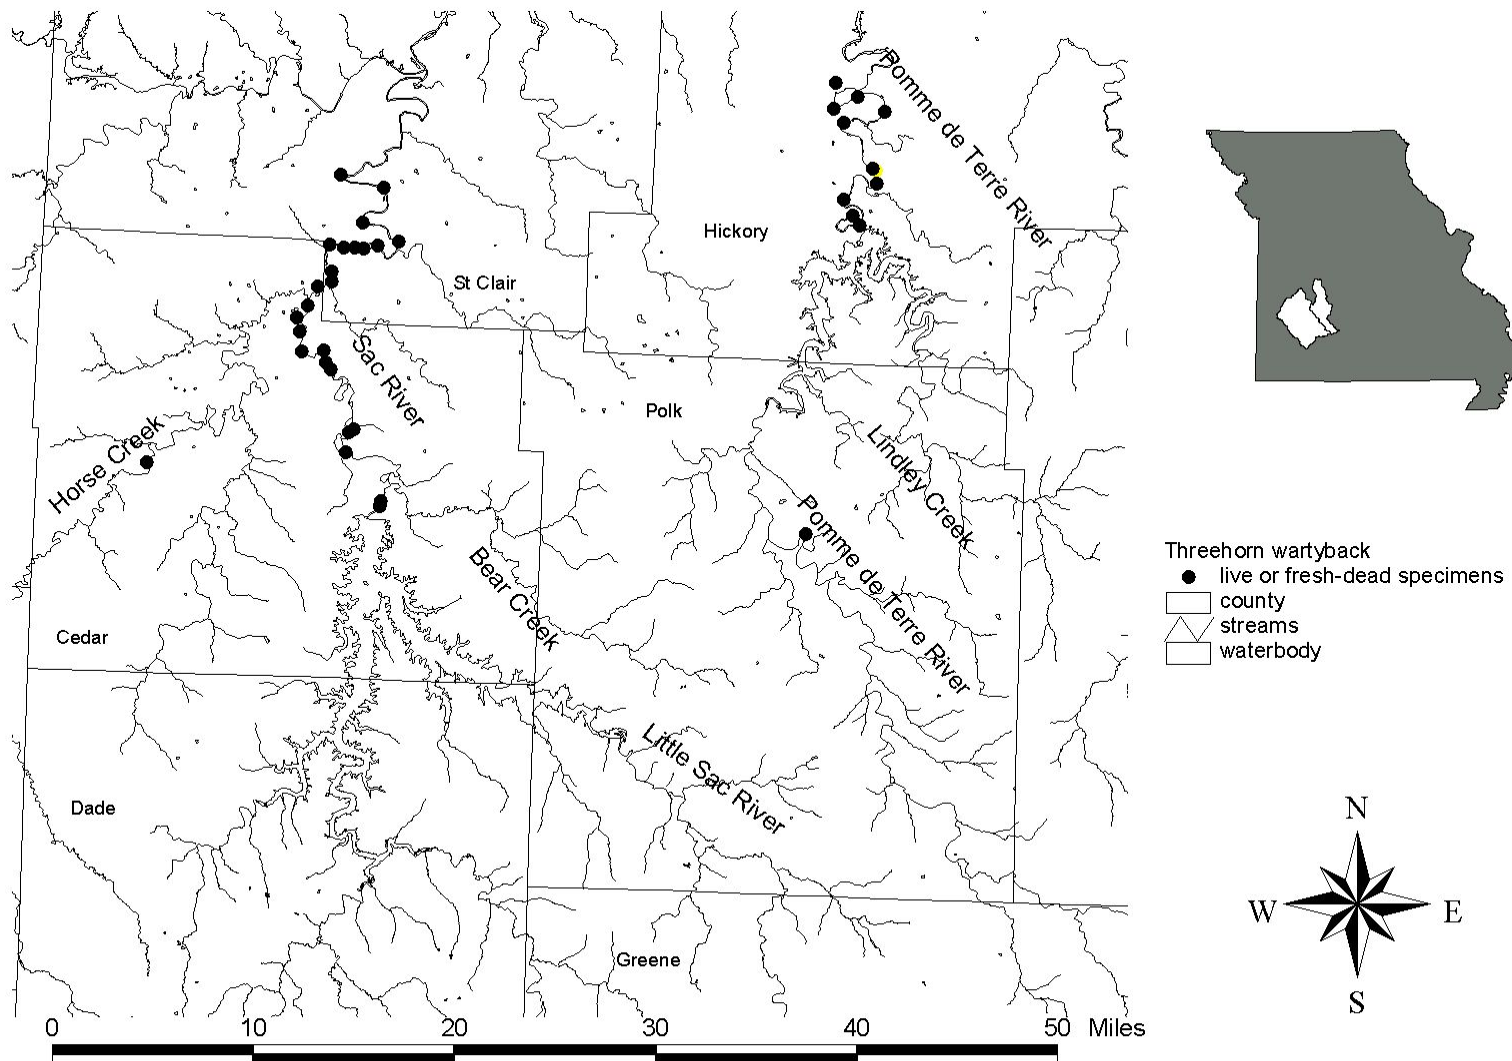 Pomme de Terre River
Hickory
St Clair
Sac River
Polk
Horse Creek
Lindley Creek
Pomme de Terre River
Bear Creek
Cedar
Little Sac River
Dade
Greene
Threehorn wartyback
live or fresh-dead specimens
county
streams
waterbody
N
W E
S
0 10 20 30 40 50 Miles